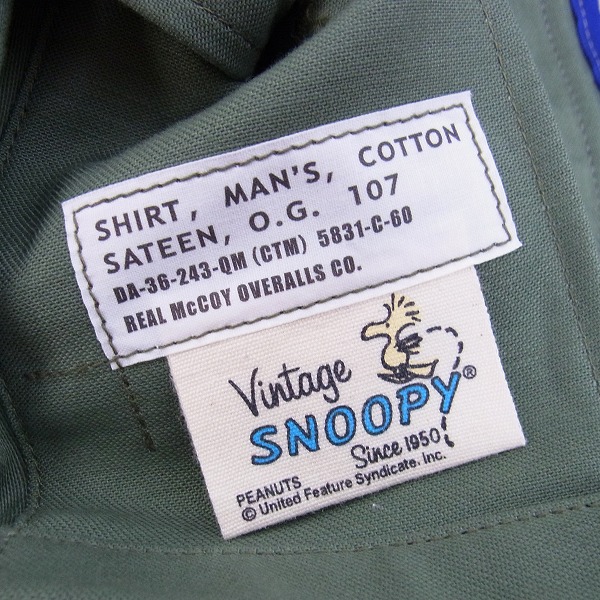 SHIRT, MAN'S, COTTON
SATEEN, O.G. 107
DA-36-243-QM (CTM) 5831-C-60
REAL McCOY OVERALLS CO.
Vintage
SNOOPY®
Since 1950
PEANUTS
© United Feature Syndicate. Inc.